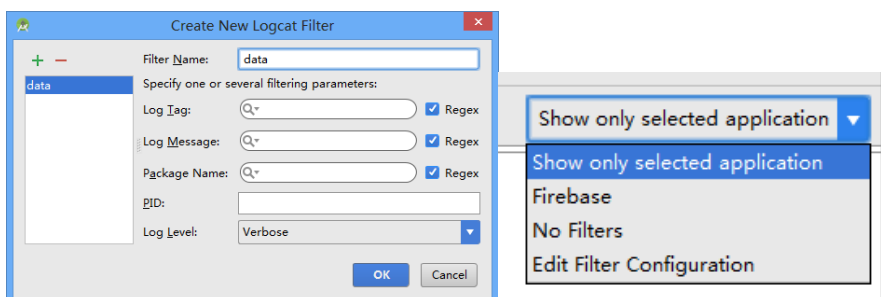 Create New Logcat Filter
Filter Name: data
data
Specify one or several filtering parameters:
Log Tag: Regex
Log Message: Regex
Package Name: Regex
PID:
Log Level: Verbose
OK Cancel
Show only selected application
Show only selected application
Firebase
No Filters
Edit Filter Configuration